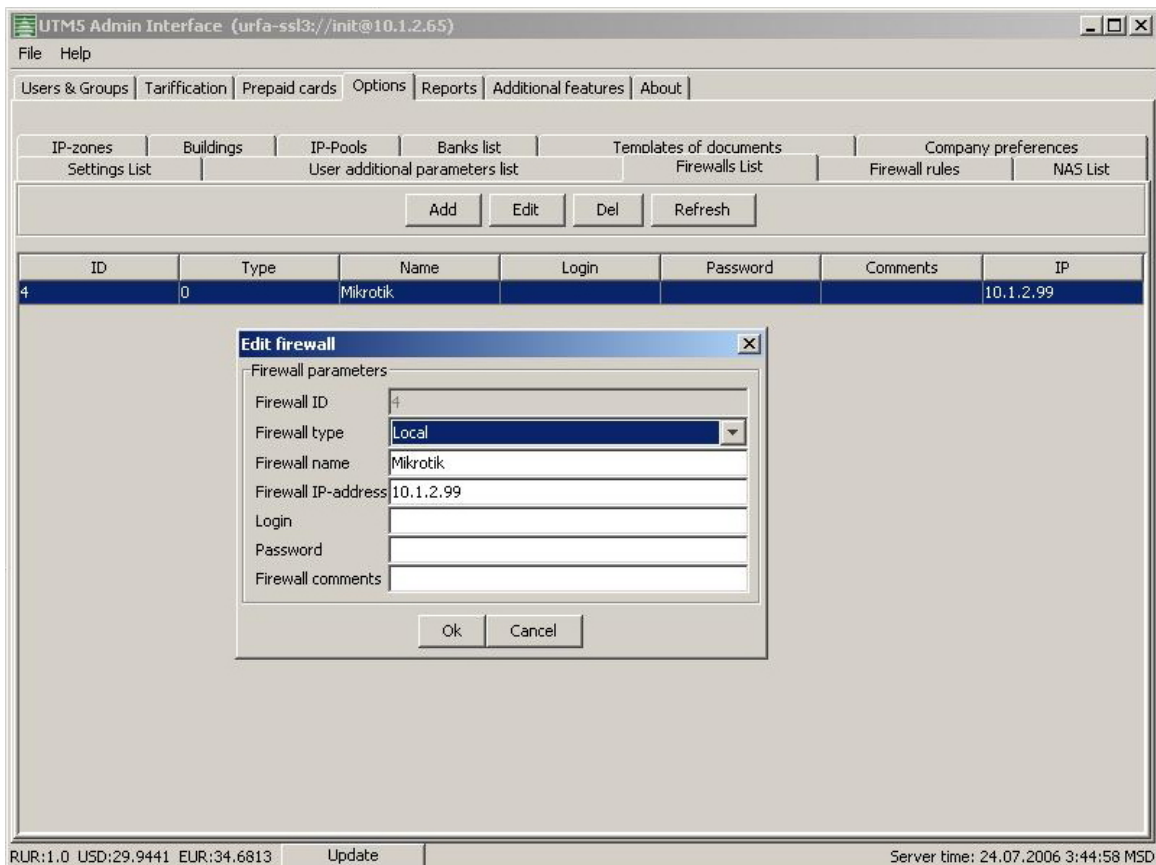 UTM5 Admin Interface (urfa-ssl3://init@10.1.2.65)
File Help
Users & Groups Tariffication Prepaid cards Options Reports Additional features About
IP-zones Buildings IP-Pools Banks list Templates of documents Company preferences
Settings List User additional parameters list Firewalls List Firewall rules NAS List
Add Edit Del Refresh
ID Type Name Login Password Comments IP
4 0 Mikrotik 10.1.2.99
Edit firewall
Firewall parameters
Firewall ID 4
Firewall type Local
Firewall name Mikrotik
Firewall IP-address 10.1.2.99
Login
Password
Firewall comments
Ok Cancel
RUR:1.0 USD:29.9441 EUR:34.6813 Update Server time: 24.07.2006 3:44:58 MSD